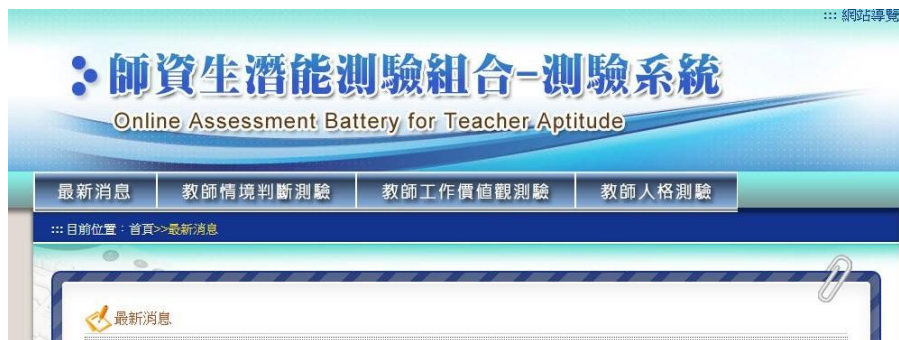 ::: 網站導覽
師資生潛能測驗組合-測驗系統
Online Assessment Battery for Teacher Aptitude
最新消息 教師情境判斷測驗 教師工作價值觀測驗 教師人格測驗
::: 目前位置：首頁>>最新消息
最新消息